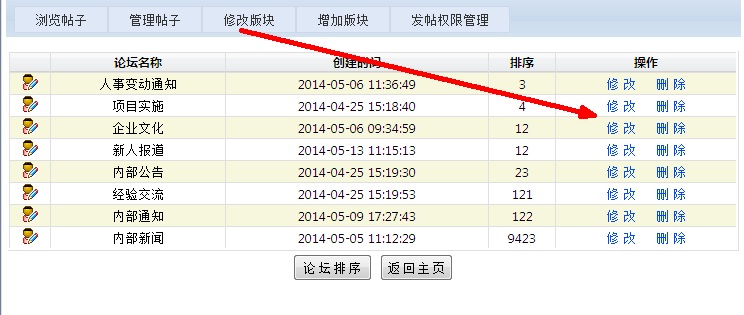 浏览帖子 管理帖子 修改版块 增加版块 发帖权限管理
论坛名称 创建时间 排序 操作
人事变动通知 2014-05-06 11:36:49 3 修 改 删 除
项目实施 2014-04-25 15:18:40 4 修 改 删 除
企业文化 2014-05-06 09:34:59 12 修 改 删 除
新人报道 2014-05-13 11:15:13 12 修 改 删 除
内部公告 2014-04-25 15:19:30 23 修 改 删 除
经验交流 2014-04-25 15:19:53 121 修 改 删 除
内部通知 2014-05-09 17:27:43 122 修 改 删 除
内部新闻 2014-05-05 11:12:29 9423 修 改 删 除
论坛排序 返回主页